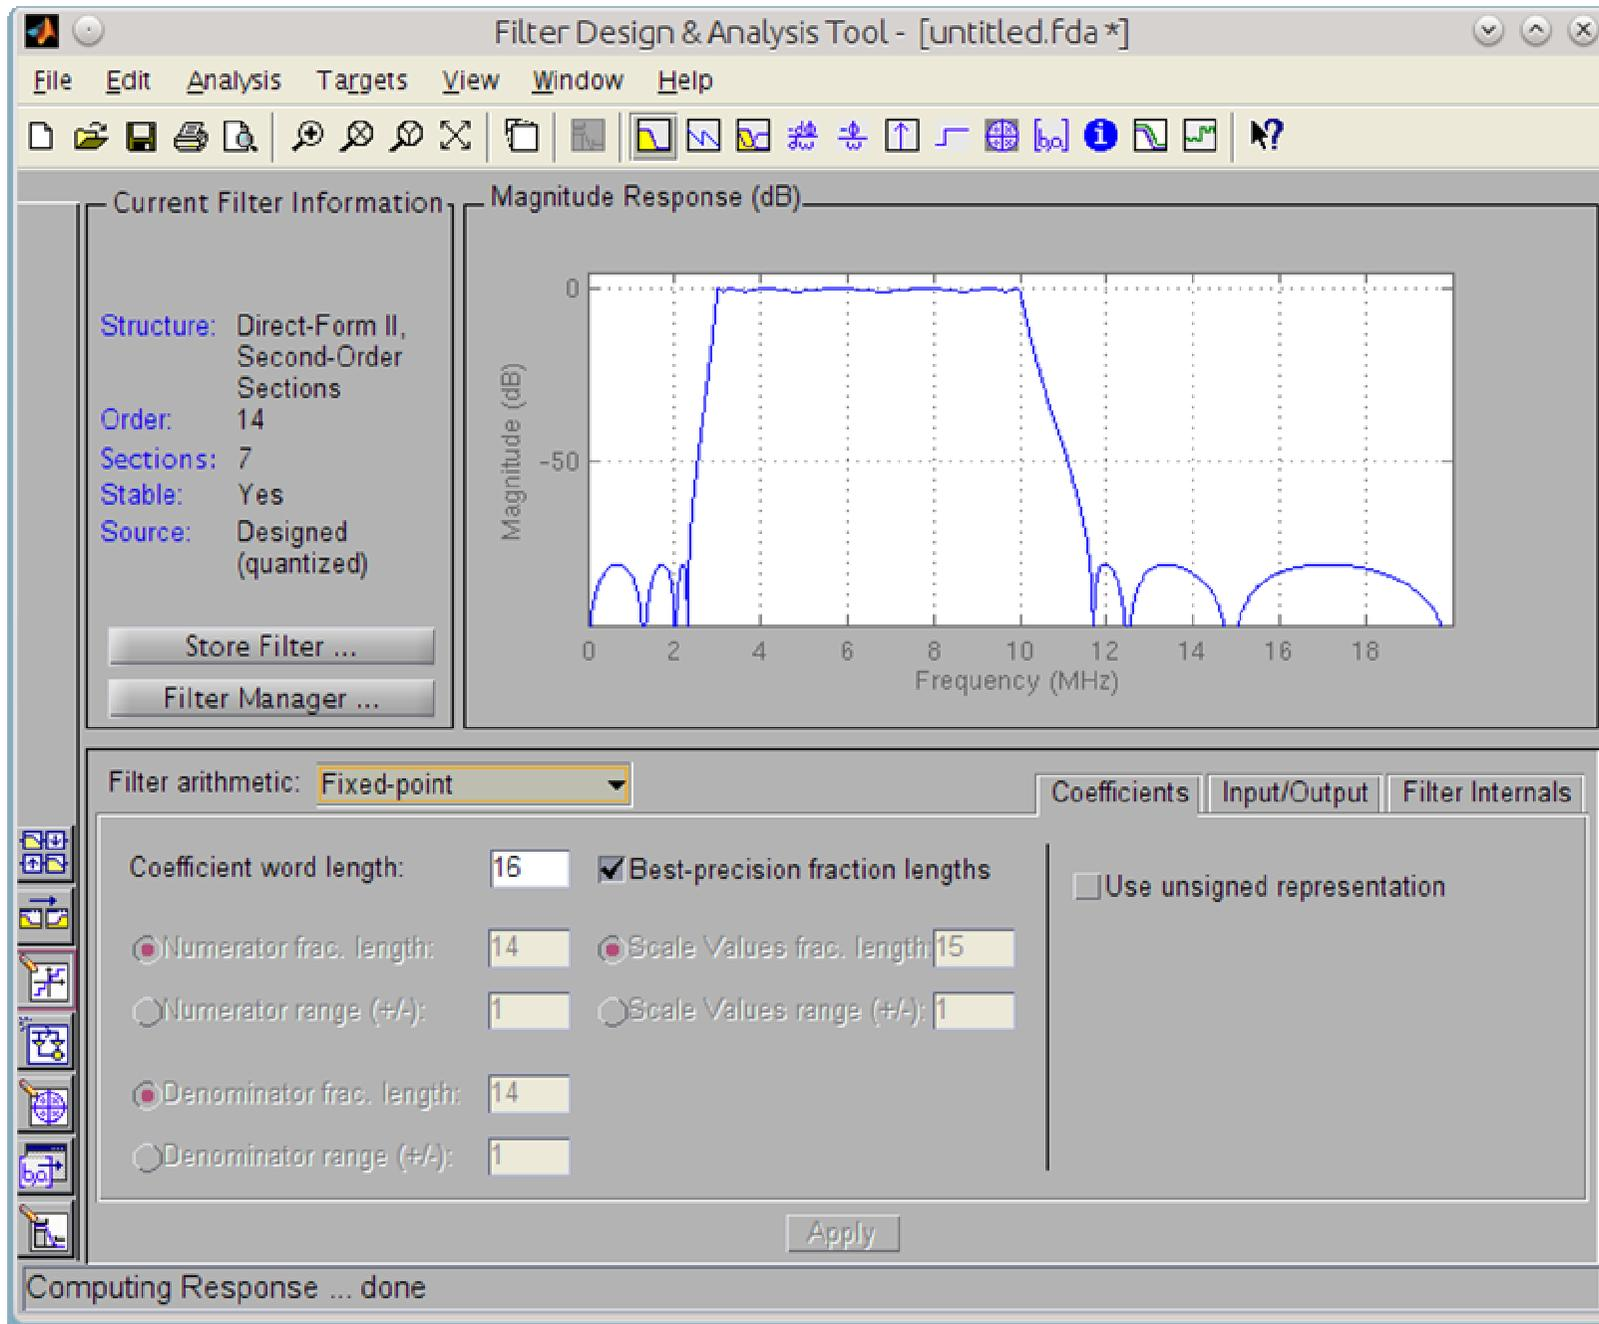 Filter Design & Analysis Tool - [untitled.fda *]
File Edit Analysis Targets View Window Help
Current Filter Information
Structure: Direct-Form II,
Second-Order
Sections
Order: 14
Sections: 7
Stable: Yes
Source: Designed
(quantized)
Store Filter ...
Filter Manager ...
Magnitude Response (dB)
0
-50
Magnitude (dB)
0 2 4 6 8 10 12 14 16 18
Frequency (MHz)
Filter arithmetic: Fixed-point
Coefficients Input/Output Filter Internals
Coefficient word length: 16 Best-precision fraction lengths
Use unsigned representation
Numerator frac. length: 14 Scale Values frac. length: 15
Numerator range (+/-): 1 Scale Values range (+/-): 1
Denominator frac. length: 14
Denominator range (+/-): 1
Apply
Computing Response ... done